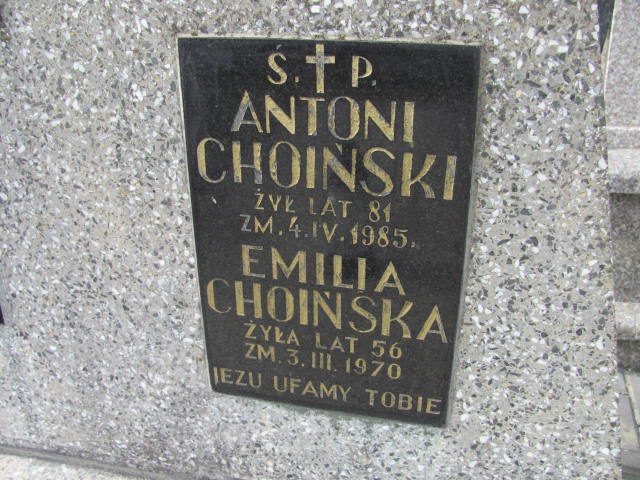 Ś. P.
ANTONI
CHOIŃSKI
ŻYŁ LAT 81
ZM. 4. IV. 1985.
EMILIA
CHOIŃSKA
ŻYŁA LAT 56
ZM. 3. III. 1970
JEZU UFAMY TOBIE